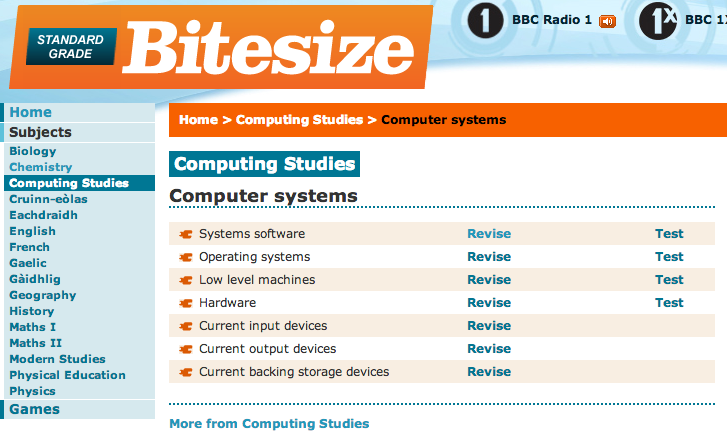 STANDARD
GRADE
Bitesize
1
BBC Radio 1
1X
BBC 1
Home
Subjects
Biology
Chemistry
Computing Studies
Cruinn-eòlas
Eachdraidh
English
French
Gaelic
Gàidhlig
Geography
History
Maths I
Maths II
Modern Studies
Physical Education
Physics
Games
Home > Computing Studies > Computer systems
Computing Studies
Computer systems
Systems software Revise Test
Operating systems Revise Test
Low level machines Revise Test
Hardware Revise Test
Current input devices Revise
Current output devices Revise
Current backing storage devices Revise
More from Computing Studies